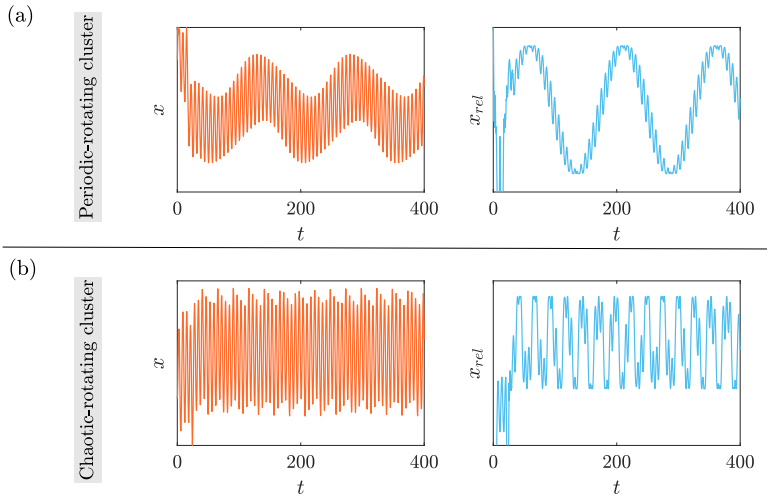 (a)
Periodic-rotating cluster
x
0
200
400
t
x_rel
0
200
400
t
(b)
Chaotic-rotating cluster
x
0
200
400
t
x_rel
0
200
400
t